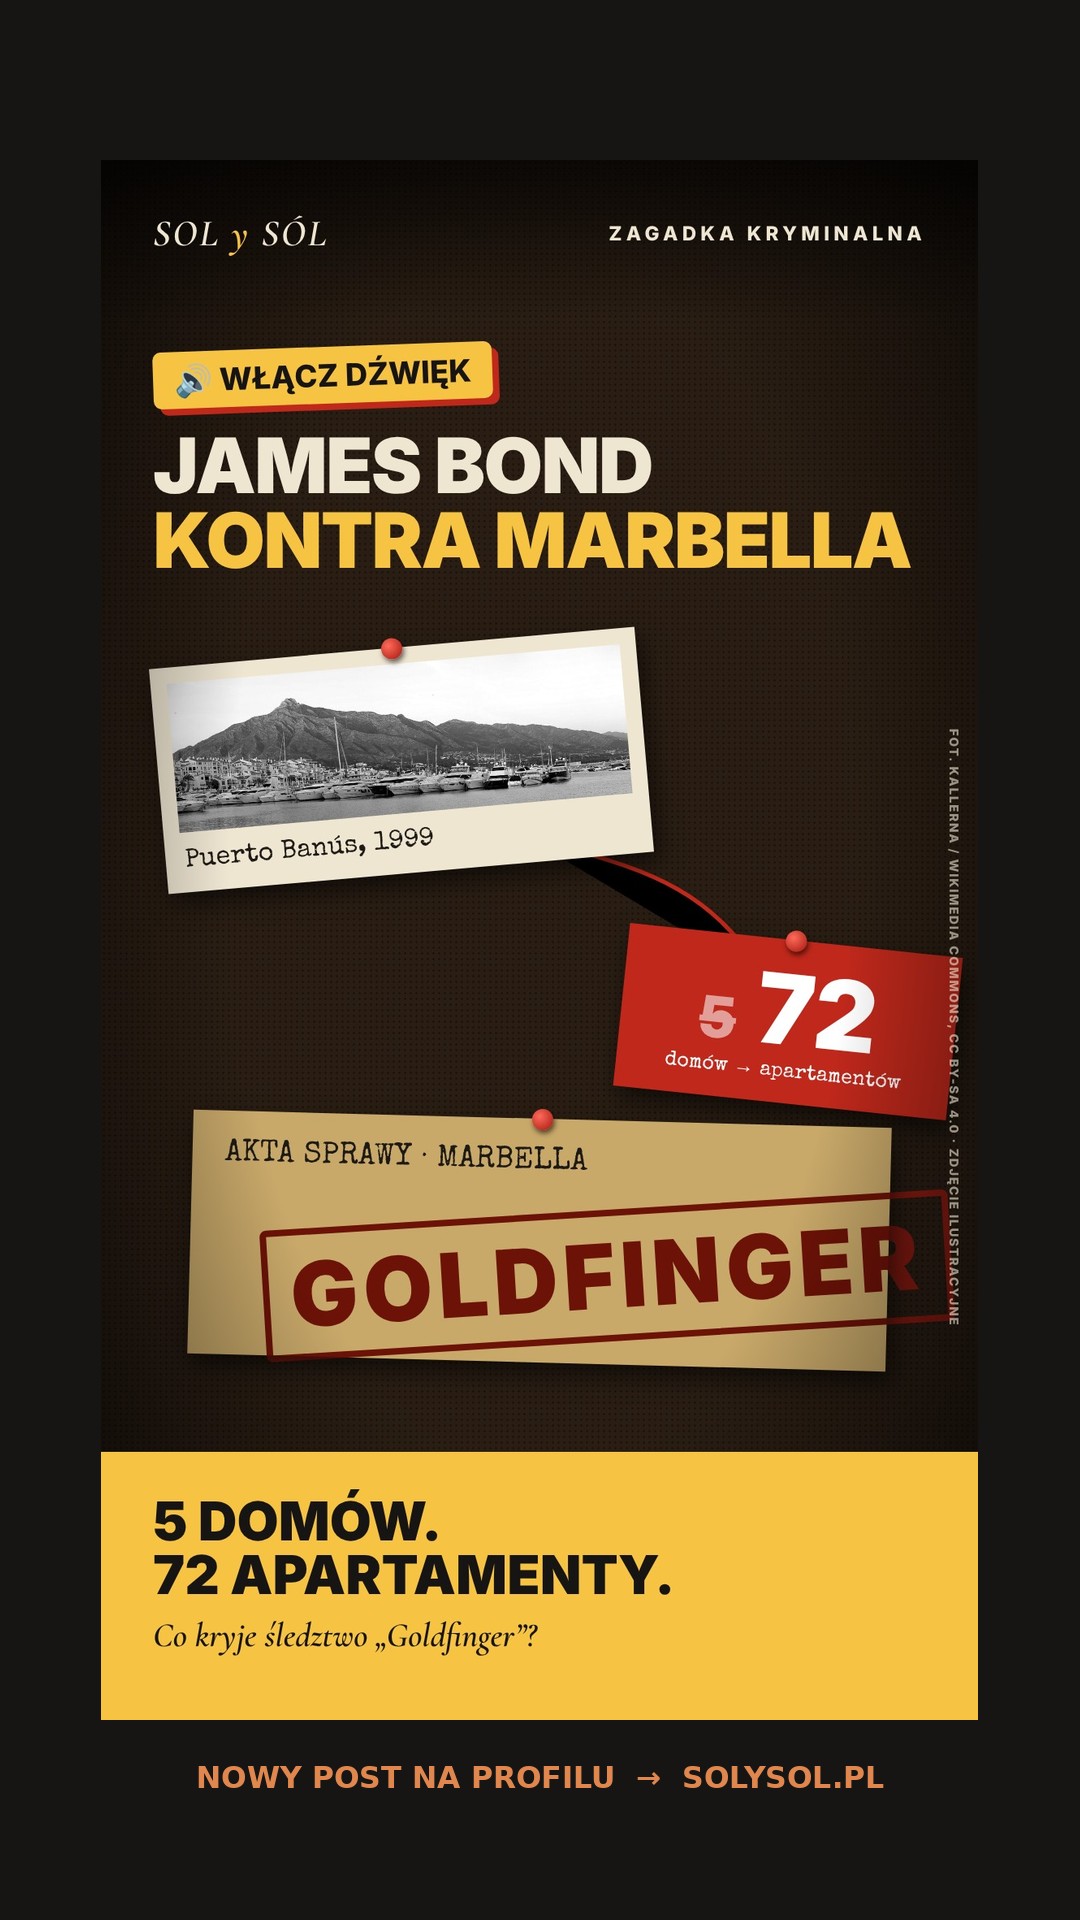 SOL y SÓL
ZAGADKA KRYMINALNA
WŁĄCZ DŹWIĘK
JAMES BOND
KONTRA MARBELLA
Puerto Banús, 1999
FOT. KALLERNA / WIKIMEDIA COMMONS, CC BY-SA 4.0 · ZDJĘCIE ILUSTRACYJNE
5 72
domów → apartamentów
AKTA SPRAWY · MARBELLA
GOLDFINGER
5 DOMÓW.
72 APARTAMENTY.
Co kryje śledztwo „Goldfinger”?
NOWY POST NA PROFILU → SOLYSOL.PL